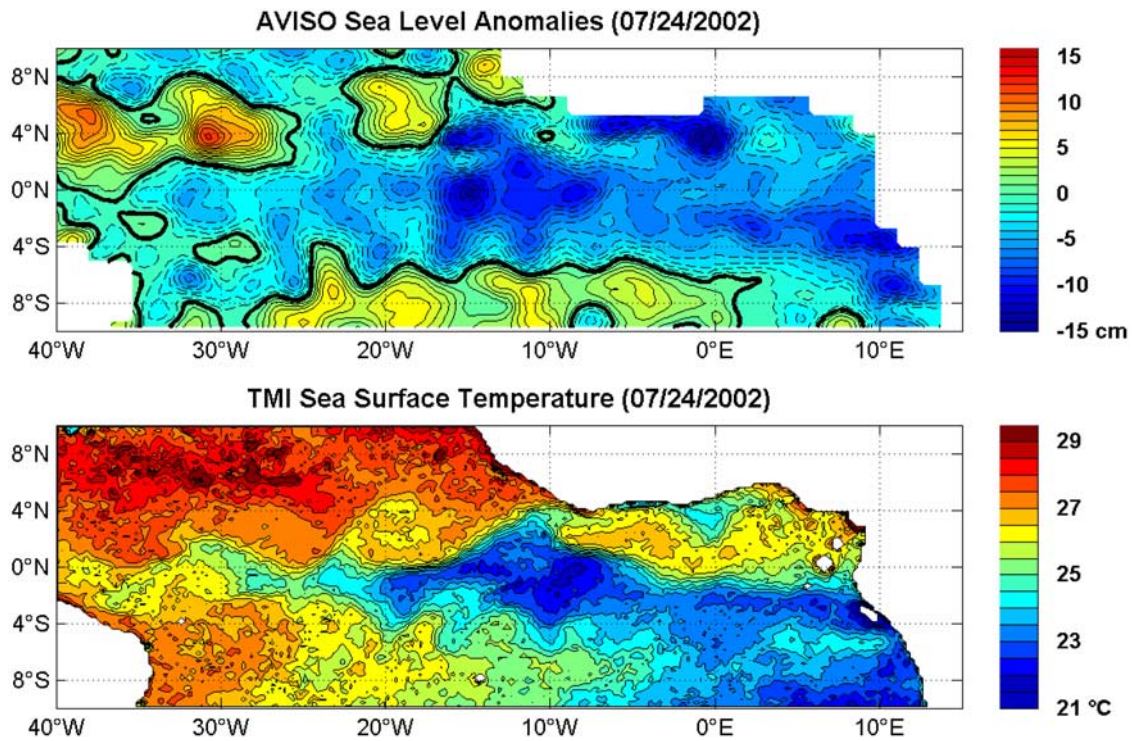 AVISO Sea Level Anomalies (07/24/2002)
8°N
4°N
0°N
4°S
8°S
40°W 30°W 20°W 10°W 0°E 10°E
15
10
5
0
-5
-10
-15 cm
TMI Sea Surface Temperature (07/24/2002)
8°N
4°N
0°N
4°S
8°S
40°W 30°W 20°W 10°W 0°E 10°E
29
27
25
23
21 °C